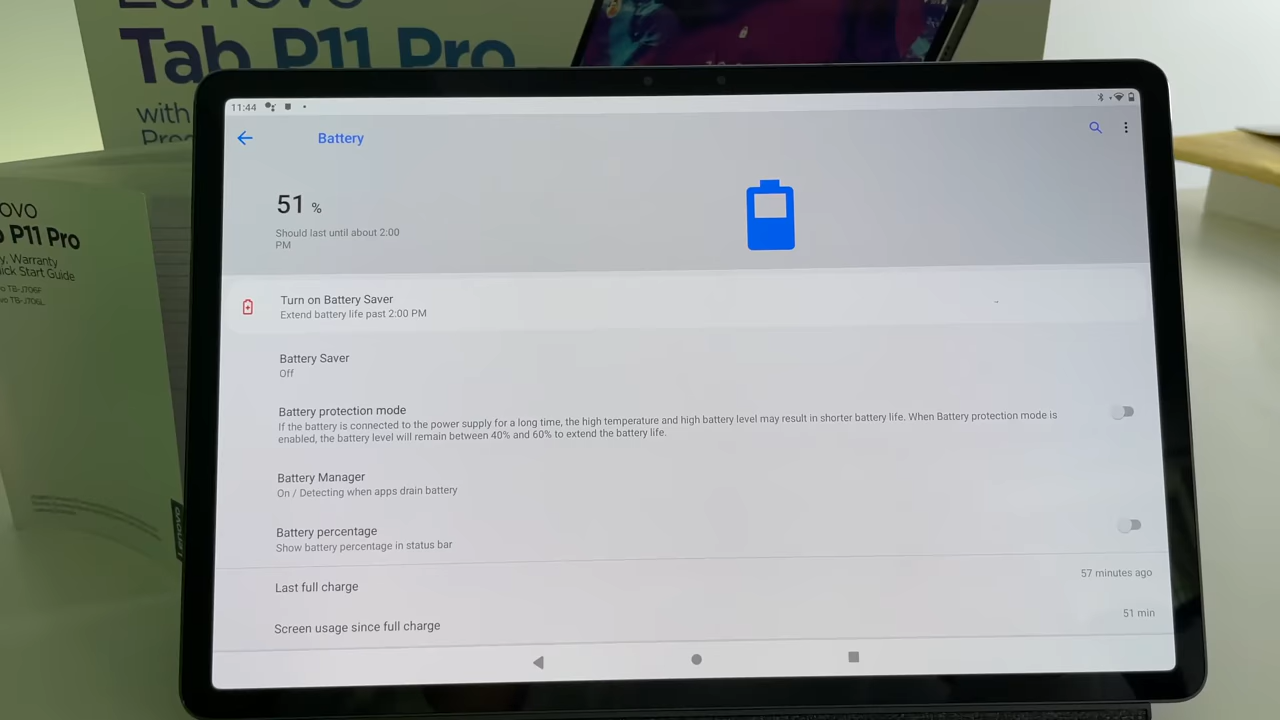 Tab P11 Pro
with
11:44
Battery
51 %
Should last until about 2:00
PM
Turn on Battery Saver
Extend battery life past 2:00 PM
Battery Saver
Off
Battery protection mode
If the battery is connected to the power supply for a long time, the high temperature and high battery level may result in shorter battery life. When Battery protection mode is
enabled, the battery level will remain between 40% and 60% to extend the battery life.
Battery Manager
On / Detecting when apps drain battery
Battery percentage
Show battery percentage in status bar
Last full charge
57 minutes ago
Screen usage since full charge
51 min
P11 Pro
Warranty
Start Guide